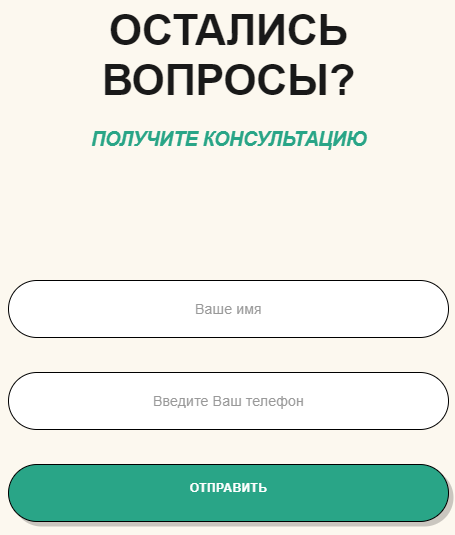 ОСТАЛИСЬ
ВОПРОСЫ?
ПОЛУЧИТЕ КОНСУЛЬТАЦИЮ
Ваше имя
Введите Ваш телефон
ОТПРАВИТЬ